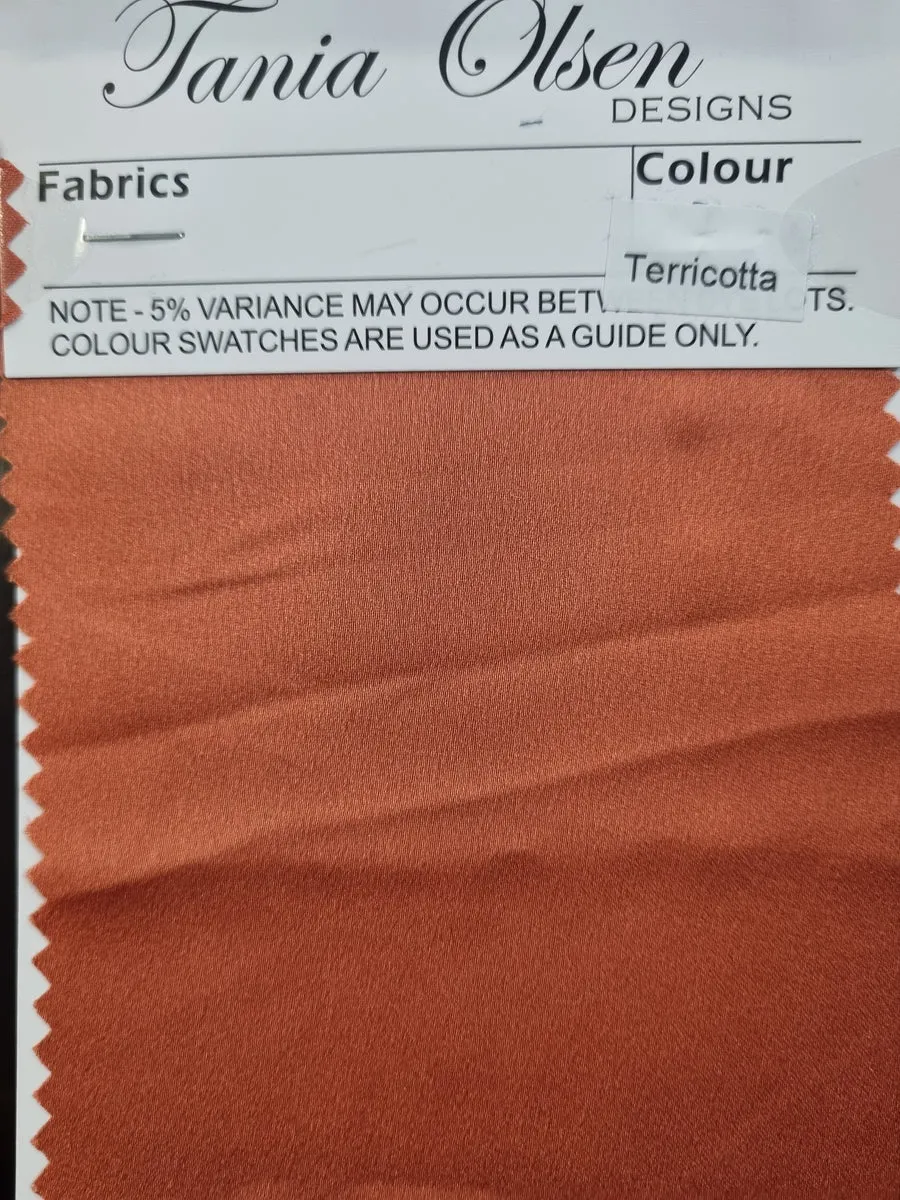 Tania Olsen
DESIGNS
Fabrics
Colour
Terricotta
NOTE - 5% VARIANCE MAY OCCUR
COLOUR SWATCHES ARE USED AS A GUIDE ONLY.